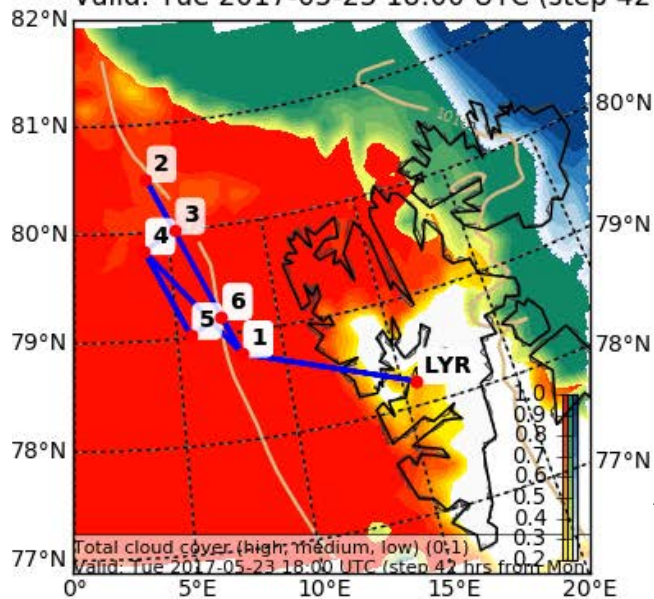 Valid: Tue 2017-05-23 18:00 UTC (step 42
82°N
81°N
80°N
79°N
78°N
77°N
80°N
79°N
78°N
77°N
101
2
3
4
6
5
1
LYR
1.0
0.9
0.8
0.7
0.6
0.5
0.4
0.3
0.2
Total cloud cover (high, medium, low) (0,1)
Valid: Tue 2017-05-23 18:00 UTC (step 42 hrs from Mon
0°
5°E
10°E
15°E
20°E